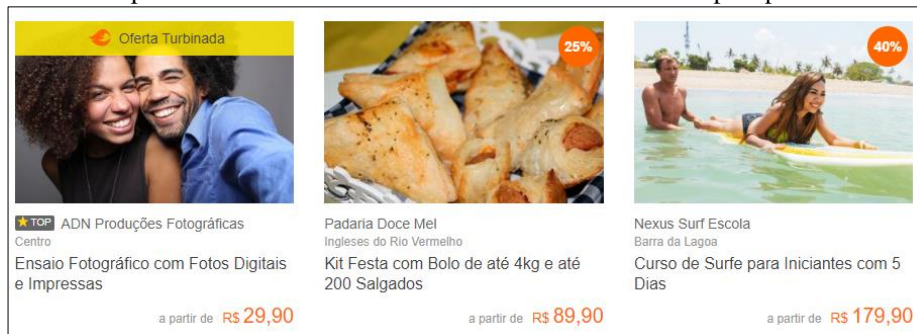 Oferta Turbinada
TOP ADN Produções Fotográficas
Centro
Ensaio Fotográfico com Fotos Digitais
e Impressas
a partir de R$ 29,90
25%
Padaria Doce Mel
Ingleses do Rio Vermelho
Kit Festa com Bolo de até 4kg e até
200 Salgados
a partir de R$ 89,90
40%
Nexus Surf Escola
Barra da Lagoa
Curso de Surfe para Iniciantes com 5
Dias
a partir de R$ 179,90